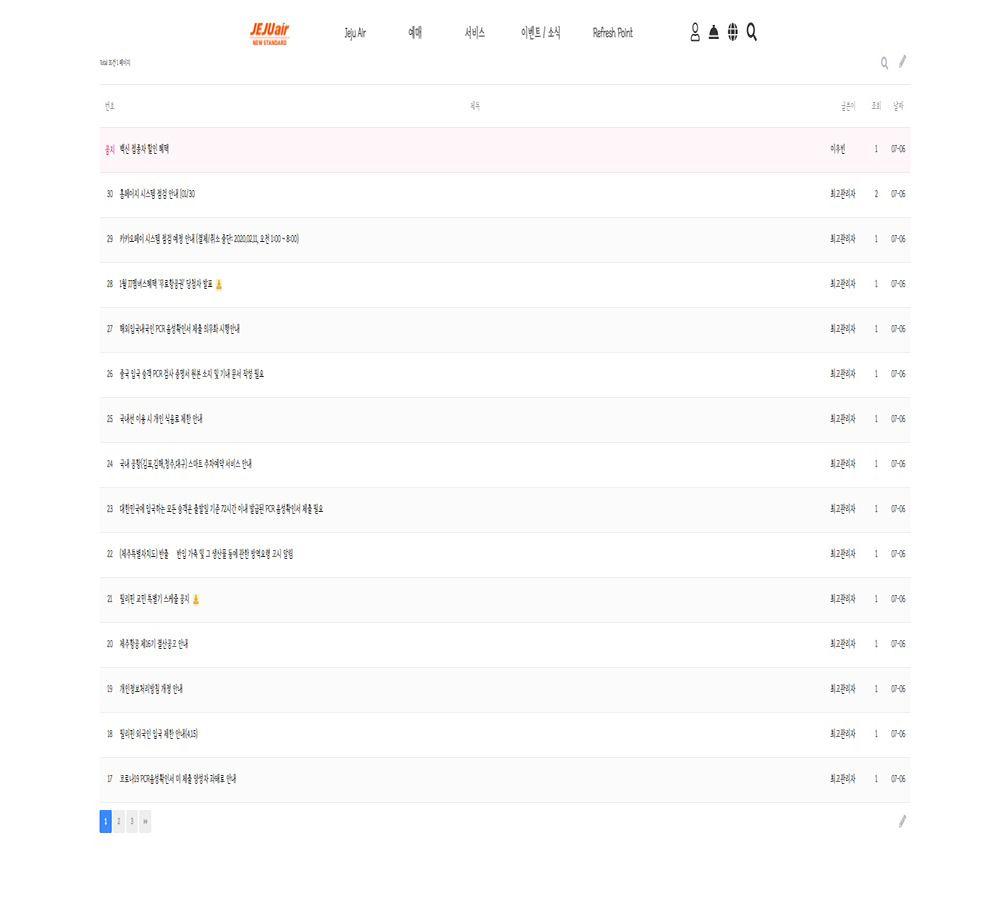 JEJUair
NEW STANDARD
Jeju Air 예매 서비스 이벤트 / 소식 Refresh Point
Total 31건 1 페이지
번호 제목 글쓴이 조회 날짜
공지 백신 접종자 할인 혜택 이우빈 1 07-06
30 홈페이지 시스템 점검 안내 (01/30 최고관리자 2 07-06
29 카카오페이 시스템 점검 예정 안내 (결제/취소 중단: 2020.02.11, 오전 1:00 ~ 8:00) 최고관리자 1 07-06
28 1월 JJ멤버스혜택 '무료항공권' 당첨자 발표 최고관리자 1 07-06
27 해외입국내국인 PCR 음성확인서 제출 의무화 시행안내 최고관리자 1 07-06
26 중국 입국 승객 PCR 검사 증명서 원본 소지 및 기내 문서 작성 필요 최고관리자 1 07-06
25 국내선 이용 시 개인 식음료 제한 안내 최고관리자 1 07-06
24 국내 공항(김포,김해,청주,대구) 스마트 주차예약 서비스 안내 최고관리자 1 07-06
23 대한민국에 입국하는 모든 승객은 출발일 기준 72시간 이내 발급된 PCR 음성확인서 제출 필요 최고관리자 1 07-06
22 (제주특별자치도) 반출 반입 가축 및 그 생산물 등에 관한 방역요령 고시 알림 최고관리자 1 07-06
21 필리핀 교민 특별기 스케줄 공지 최고관리자 1 07-06
20 제주항공 제16기 결산공고 안내 최고관리자 1 07-06
19 개인정보처리방침 개정 안내 최고관리자 1 07-06
18 필리핀 외국인 입국 제한 안내(4.15) 최고관리자 1 07-06
17 코로나19 PCR음성확인서 미 제출 양성자 과태료 안내 최고관리자 1 07-06
1 2 3 »